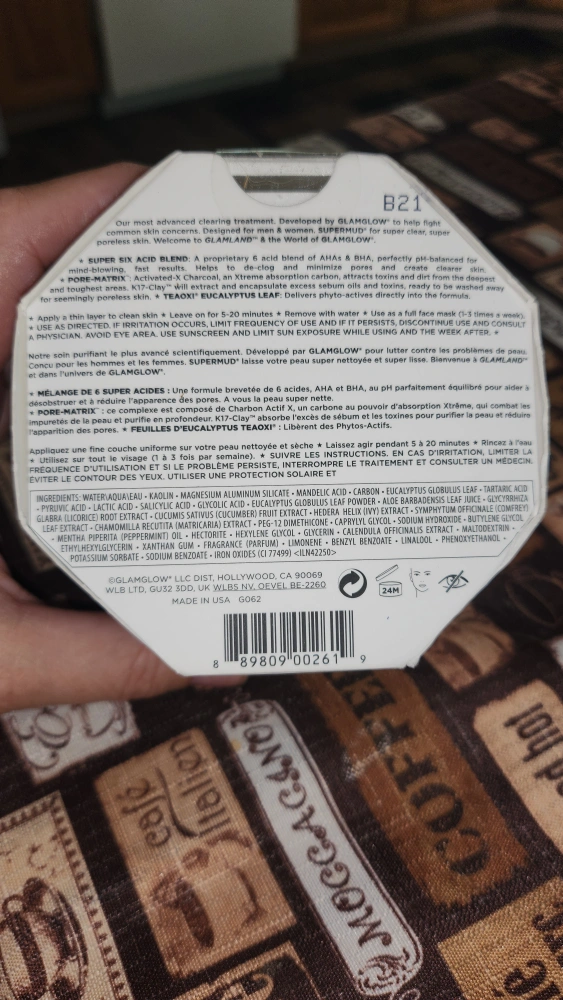 B21
Our most advanced clearing treatment. Developed by GLAMGLOW® to help fight
common skin concerns. Designed for men & women. SUPERMUD® for super clear, super
poreless skin. Welcome to GLAMLAND™ & the World of GLAMGLOW®.
* SUPER SIX ACID BLEND: A proprietary 6 acid blend of AHAs & BHA, perfectly pH-balanced for
mind-blowing, fast results. Helps to de-clog and minimize pores and create clearer skin.
* PORE-MATRIX™: Activated-X Charcoal, an Xtreme absorption carbon, attracts toxins and dirt from the deepest
and toughest areas. K17-Clay™ will extract and encapsulate excess sebum oils and toxins, ready to be washed away
for seemingly poreless skin. * TEAOXI® EUCALYPTUS LEAF: Delivers phyto-actives directly into the formula.
* Apply a thin layer to clean skin * Leave on for 5-20 minutes * Remove with water * Use as a full face mask (1-3 times a week).
* USE AS DIRECTED. IF IRRITATION OCCURS, LIMIT FREQUENCY OF USE AND IF IT PERSISTS, DISCONTINUE USE AND CONSULT
A PHYSICIAN. AVOID EYE AREA. USE SUNSCREEN AND LIMIT SUN EXPOSURE WHILE USING AND THE WEEK AFTER. *
Notre soin purifiant le plus avancé scientifiquement. Développé par GLAMGLOW® pour lutter contre les problèmes de peau.
Conçu pour les hommes et les femmes. SUPERMUD® laisse votre peau super nettoyée et super lisse. Bienvenue à GLAMLAND™
et dans l'univers de GLAMGLOW®.
* MÉLANGE DE 6 SUPER ACIDES : Une formule brevetée de 6 acides, AHA et BHA, au pH parfaitement équilibré pour aider à
désobstruer et à réduire l'apparence des pores. A vous la peau super nette.
* PORE-MATRIX™ : ce complexe est composé de Charbon Actif X, un carbone au pouvoir d'absorption Xtrême, qui combat les
impuretés de la peau et purifie en profondeur. K17-Clay™ absorbe l'excès de sébum et les toxines pour purifier la peau et réduire
l'apparition des pores. * FEUILLES D'EUCALYPTUS TEAOXI® : Libèrent des Phytos-Actifs.
Appliquez une fine couche uniforme sur votre peau nettoyée et sèche * Laissez agir pendant 5 à 20 minutes * Rincez à l'eau
* Utilisez sur tout le visage (1 à 3 fois par semaine). * SUIVRE LES INSTRUCTIONS. EN CAS D'IRRITATION, LIMITER LA
FRÉQUENCE D'UTILISATION ET SI LE PROBLÈME PERSISTE, INTERROMPRE LE TRAITEMENT ET CONSULTER UN MÉDECIN.
ÉVITER LE CONTOUR DES YEUX. UTILISER UNE PROTECTION SOLAIRE ET
INGREDIENTS: WATER\AQUA\EAU • KAOLIN • MAGNESIUM ALUMINUM SILICATE • MANDELIC ACID • CARBON • EUCALYPTUS GLOBULUS LEAF • TARTARIC ACID
• PYRUVIC ACID • LACTIC ACID • SALICYLIC ACID • GLYCOLIC ACID • EUCALYPTUS GLOBULUS LEAF POWDER • ALOE BARBADENSIS LEAF JUICE • GLYCYRRHIZA
GLABRA (LICORICE) ROOT EXTRACT • CUCUMIS SATIVUS (CUCUMBER) FRUIT EXTRACT • HEDERA HELIX (IVY) EXTRACT • SYMPHYTUM OFFICINALE (COMFREY)
LEAF EXTRACT • CHAMOMILLA RECUTITA (MATRICARIA) EXTRACT • PEG-12 DIMETHICONE • CAPRYLYL GLYCOL • SODIUM HYDROXIDE • BUTYLENE GLYCOL
• MENTHA PIPERITA (PEPPERMINT) OIL • HECTORITE • HEXYLENE GLYCOL • GLYCERIN • CALENDULA OFFICINALIS EXTRACT • MALTODEXTRIN •
ETHYLHEXYLGLYCERIN • XANTHAN GUM • FRAGRANCE (PARFUM) • LIMONENE • BENZYL BENZOATE • LINALOOL • PHENOXYETHANOL •
POTASSIUM SORBATE • SODIUM BENZOATE • IRON OXIDES (CI 77499) <ILN42250>
©GLAMGLOW® LLC DIST, HOLLYWOOD, CA 90069
WLB LTD, GU32 3DD, UK WLBS NV, OEVEL BE-2260
MADE IN USA G062
24M
8 89809 00261 9
café
Italien
MOCCACINO
COFFEE
d hot